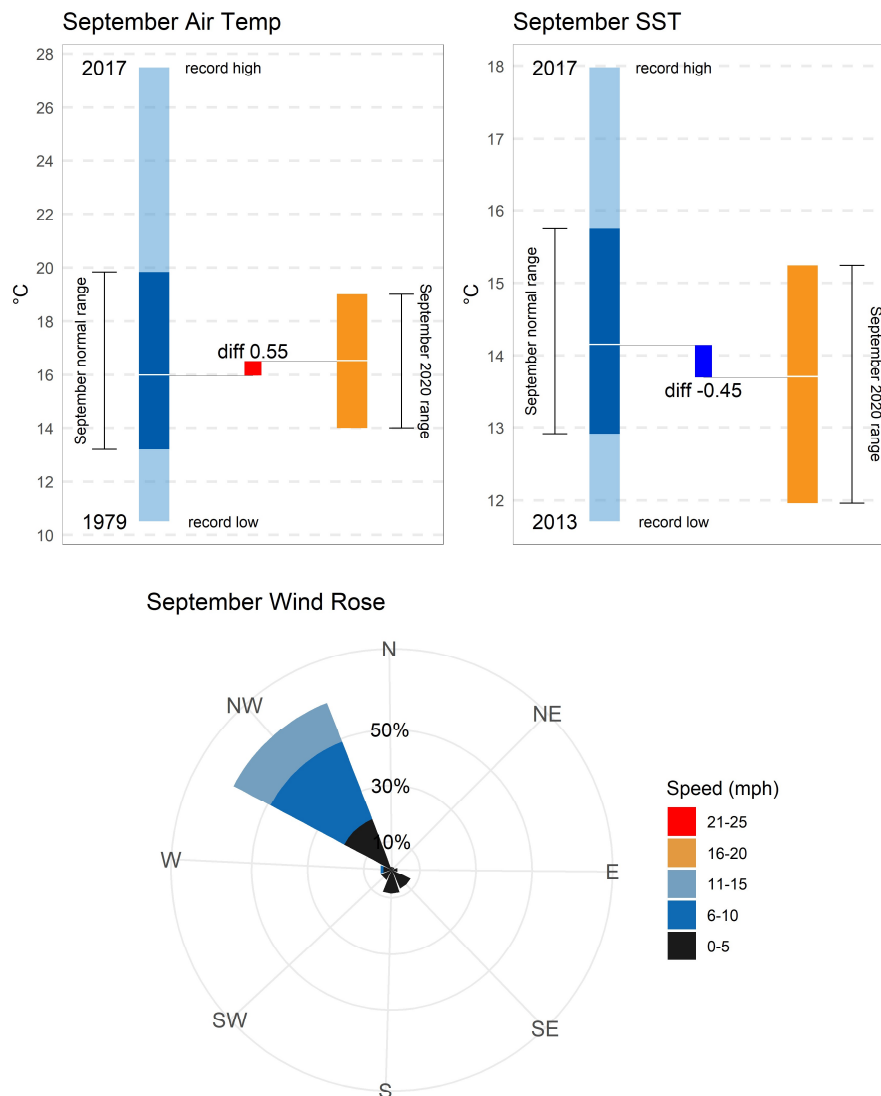 September Air Temp
28
26
24
22
20
18
16
14
12
10
°C
2017
record high
September normal range
diff 0.55
September 2020 range
1979
record low
September SST
18
17
16
15
14
13
12
°C
2017
record high
September normal range
diff -0.45
September 2020 range
2013
record low
September Wind Rose
N
NW
NE
50%
30%
10%
W
E
SW
SE
S
Speed (mph)
21-25
16-20
11-15
6-10
0-5